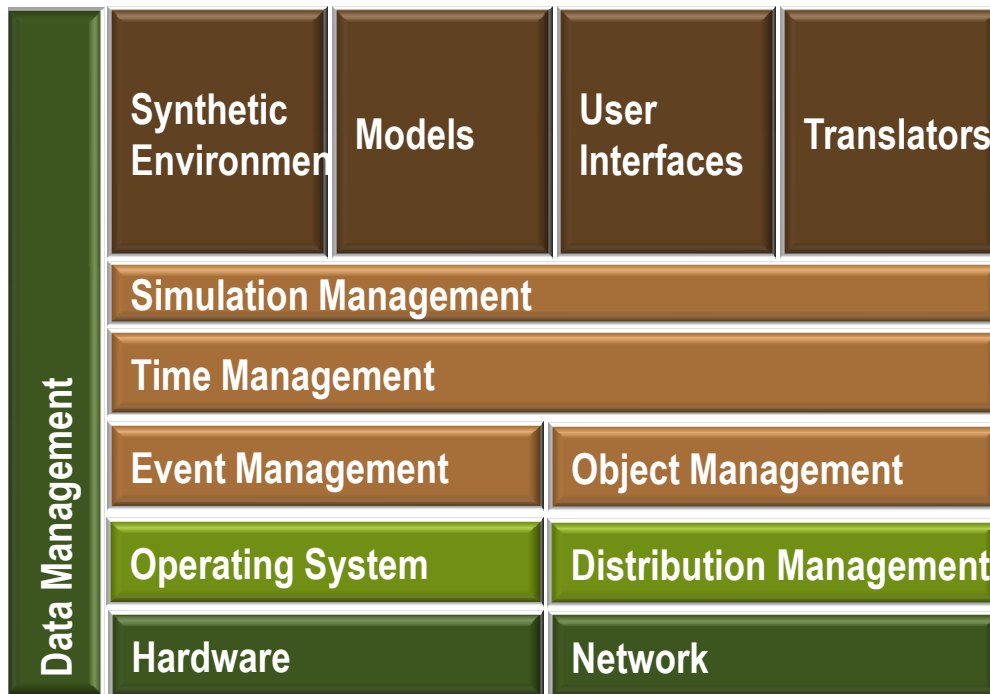 Synthetic
Environmen
Models
User
Interfaces
Translators
Simulation Management
Time Management
Event Management
Object Management
Operating System
Distribution Management
Hardware
Network
Data Management